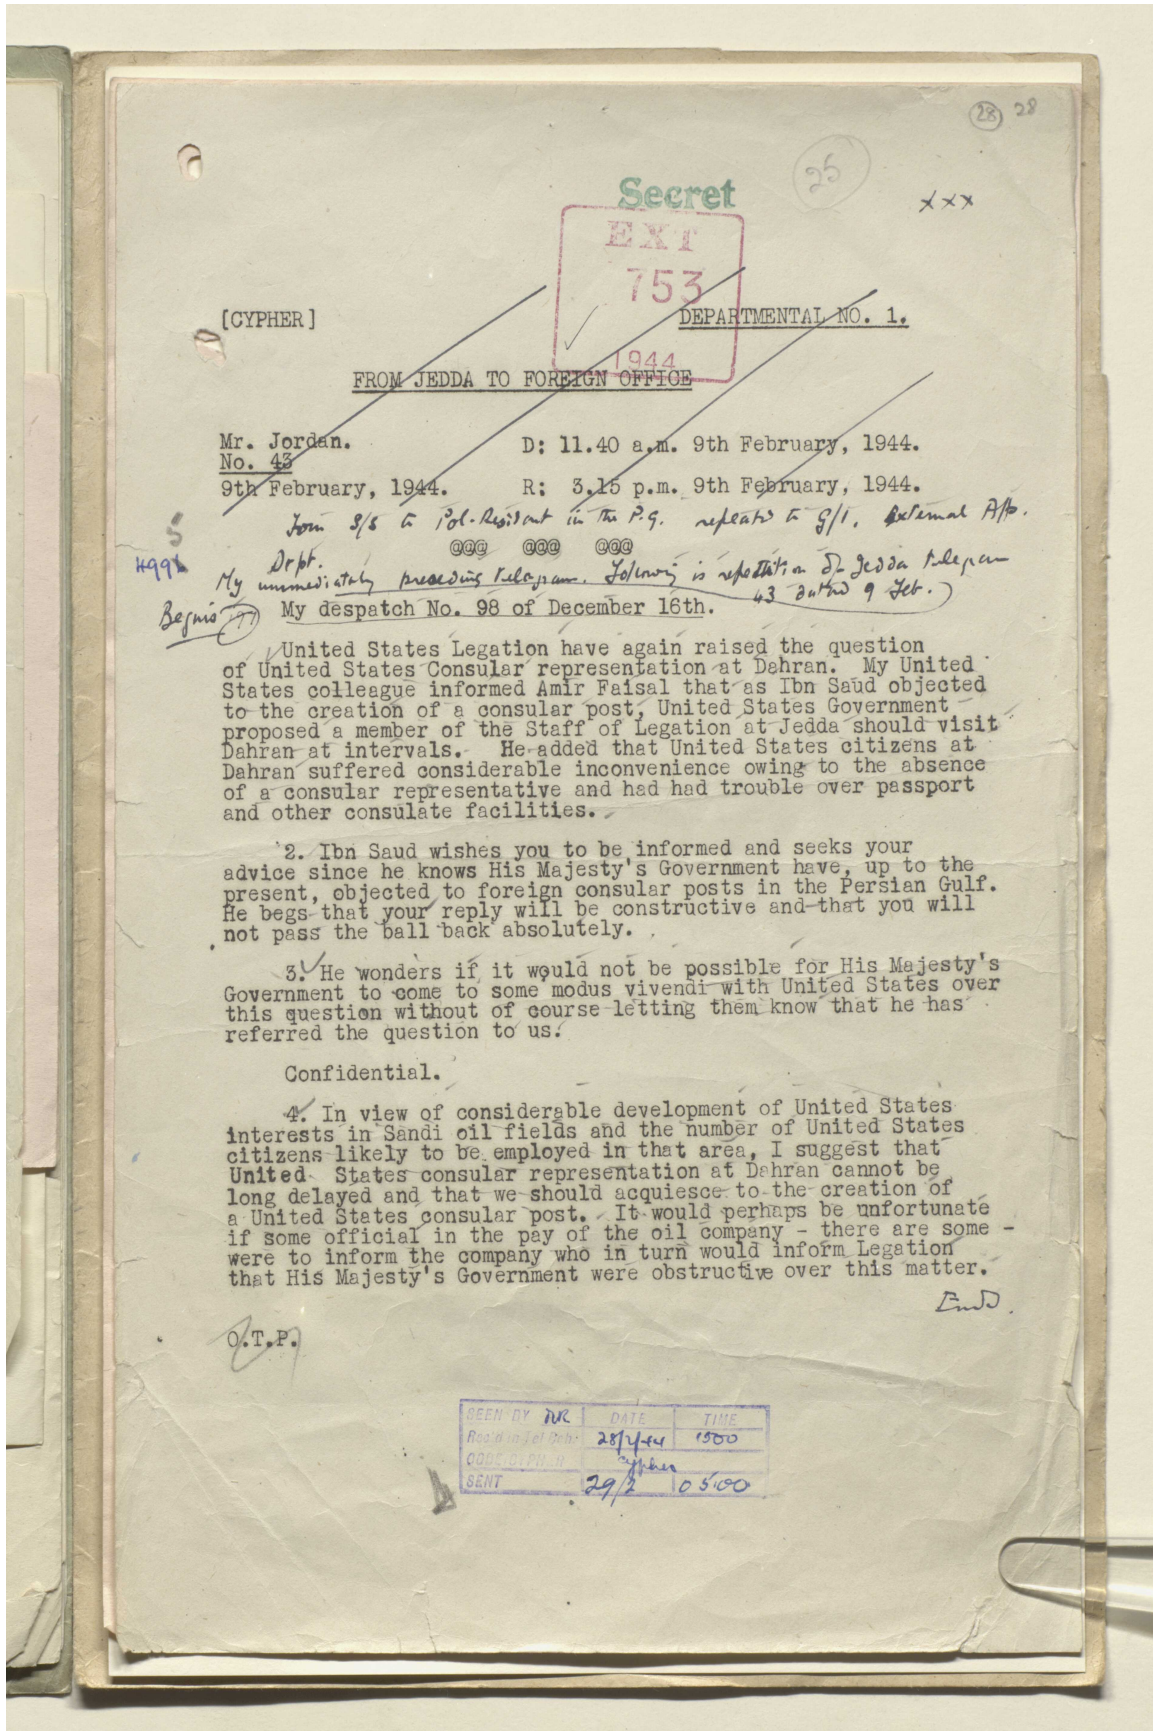 28 28
25
Secret
x x x
EXT
753
1944
[CYPHER]
DEPARTMENTAL NO. 1.
FROM JEDDA TO FOREIGN OFFICE
Mr. Jordan.
D: 11.40 a.m. 9th February, 1944.
No. 43
9th February, 1944.
R: 3.15 p.m. 9th February, 1944.
From S/S to Pol. Resident in the P.G. repeated to G/I, External Affs.
Dept.
@@@ @@@ @@@
5
499
My immediately preceding telegram. Following is repetition of Jedda telegram
43 dated 9 Feb.)
Begins
My despatch No. 98 of December 16th.
United States Legation have again raised the question
of United States Consular representation at Dahran. My United
States colleague informed Amir Faisal that as Ibn Saud objected
to the creation of a consular post, United States Government
proposed a member of the Staff of Legation at Jedda should visit
Dahran at intervals. He added that United States citizens at
Dahran suffered considerable inconvenience owing to the absence
of a consular representative and had had trouble over passport
and other consulate facilities.
2. Ibn Saud wishes you to be informed and seeks your
advice since he knows His Majesty's Government have, up to the
present, objected to foreign consular posts in the Persian Gulf.
He begs that your reply will be constructive and that you will
not pass the ball back absolutely.
3. He wonders if it would not be possible for His Majesty's
Government to come to some modus vivendi with United States over
this question without of course letting them know that he has
referred the question to us.
Confidential.
4. In view of considerable development of United States
interests in Sandi oil fields and the number of United States
citizens likely to be employed in that area, I suggest that
United States consular representation at Dahran cannot be
long delayed and that we should acquiesce to the creation of
a United States consular post. It would perhaps be unfortunate
if some official in the pay of the oil company - there are some -
were to inform the company who in turn would inform Legation
that His Majesty's Government were obstructive over this matter.
Ends.
O.T.P.
SEEN BY DATE TIME
28/2/44 1500
cypher
SENT 29/2 05.00